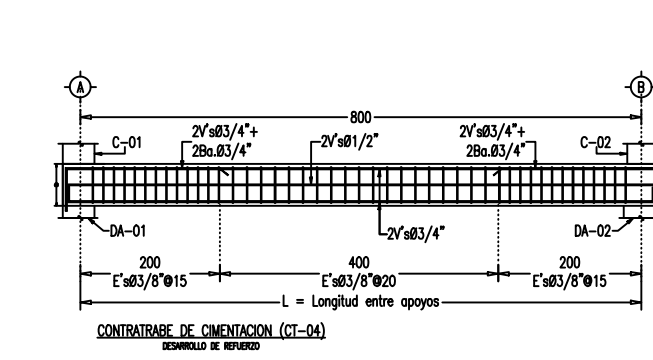 A
B
800
C-01
2V'sØ3/4"+
2Ba.Ø3/4"
2V'sØ1/2"
2V'sØ3/4"+
2Ba.Ø3/4"
C-02
DA-01
2V'sØ3/4"
DA-02
200
E'sØ3/8"@15
400
E'sØ3/8"@20
200
E'sØ3/8"@15
L = Longitud entre apoyos
CONTRATRABE DE CIMENTACION (CT-04)
DESARROLLO DE REFUERZO